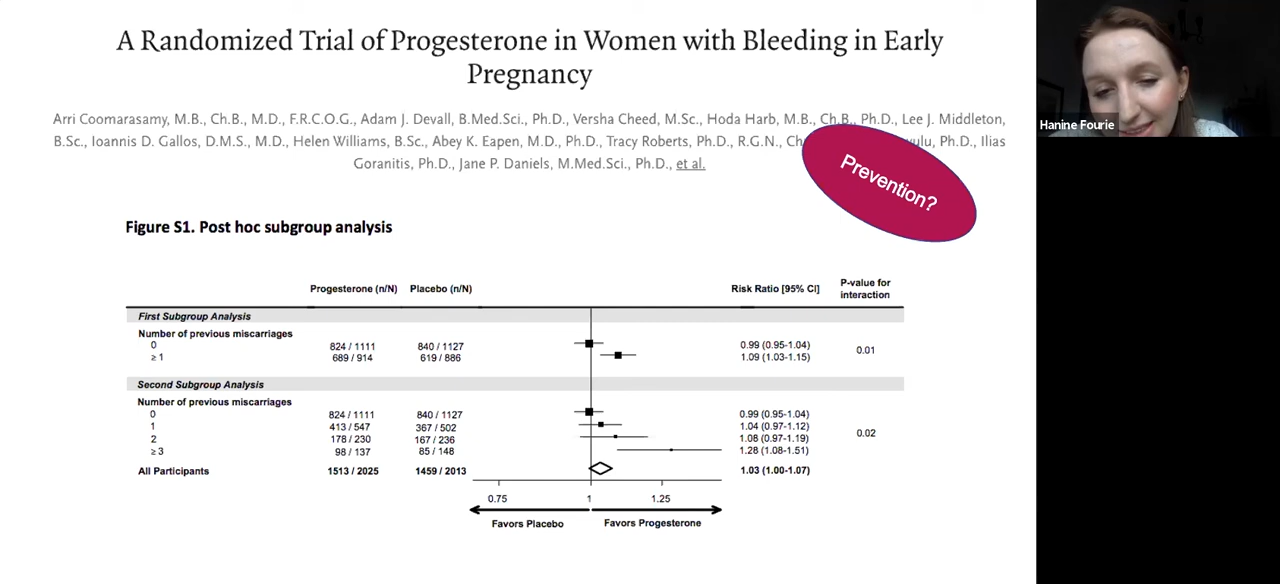 A Randomized Trial of Progesterone in Women with Bleeding in Early
Pregnancy
Hanine Fourie
Arri Coomarasamy, M.B., Ch.B., M.D., F.R.C.O.G., Adam J. Devall, B.Med.Sci., Ph.D., Versha Cheed, M.Sc., Hoda Harb, M.B., Ch.B., Ph.D., Lee J. Middleton,
B.Sc., Ioannis D. Gallos, D.M.S., M.D., Helen Williams, B.Sc., Abey K. Eapen, M.D., Ph.D., Tracy Roberts, Ph.D., R.G.N., Ph.D., Ilias
Goranitis, Ph.D., Jane P. Daniels, M.Med.Sci., Ph.D., et al.
Prevention?
Figure S1. Post hoc subgroup analysis
Progesterone (n/N) Placebo (n/N) Risk Ratio [95% CI] P-value for
interaction
First Subgroup Analysis
Number of previous miscarriages
0 824 / 1111 840 / 1127 0.99 (0.95-1.04)
≥ 1 689 / 914 619 / 886 1.09 (1.03-1.15)
0.01
Second Subgroup Analysis
Number of previous miscarriages
0 824 / 1111 840 / 1127 0.99 (0.95-1.04)
1 413 / 547 367 / 502 1.04 (0.97-1.12)
2 178 / 230 167 / 236 1.08 (0.97-1.19)
≥ 3 98 / 137 85 / 148 1.28 (1.08-1.51)
0.02
All Participants 1513 / 2025 1459 / 2013 1.03 (1.00-1.07)
0.75 1 1.25
Favors Placebo Favors Progesterone